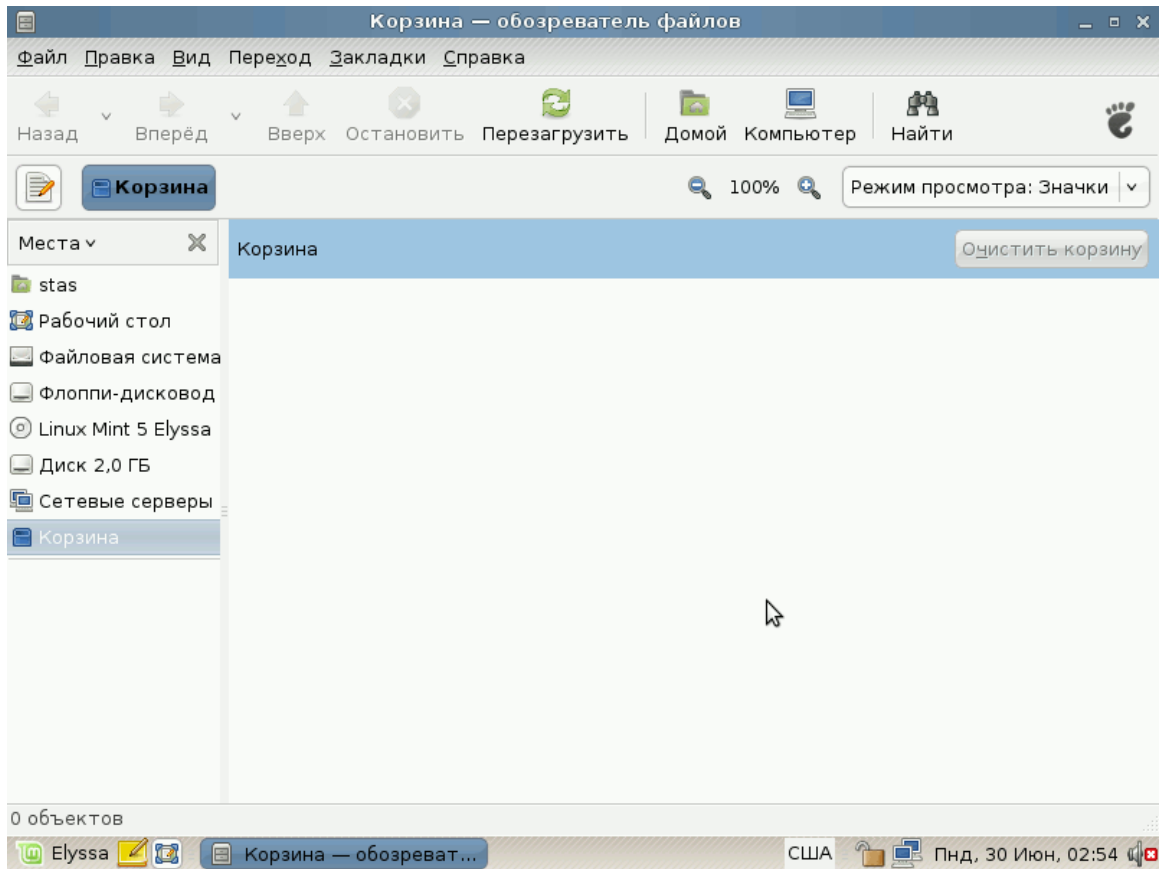 Корзина — обозреватель файлов
Файл Правка Вид Переход Закладки Справка
Назад Вперёд Вверх Остановить Перезагрузить Домой Компьютер Найти
Корзина 100% Режим просмотра: Значки
Места Корзина Очистить корзину
stas
Рабочий стол
Файловая система
Флоппи-дисковод
Linux Mint 5 Elyssa
Диск 2,0 ГБ
Сетевые серверы
Корзина
0 объектов
Elyssa Корзина — обозреват... США Пнд, 30 Июн, 02:54